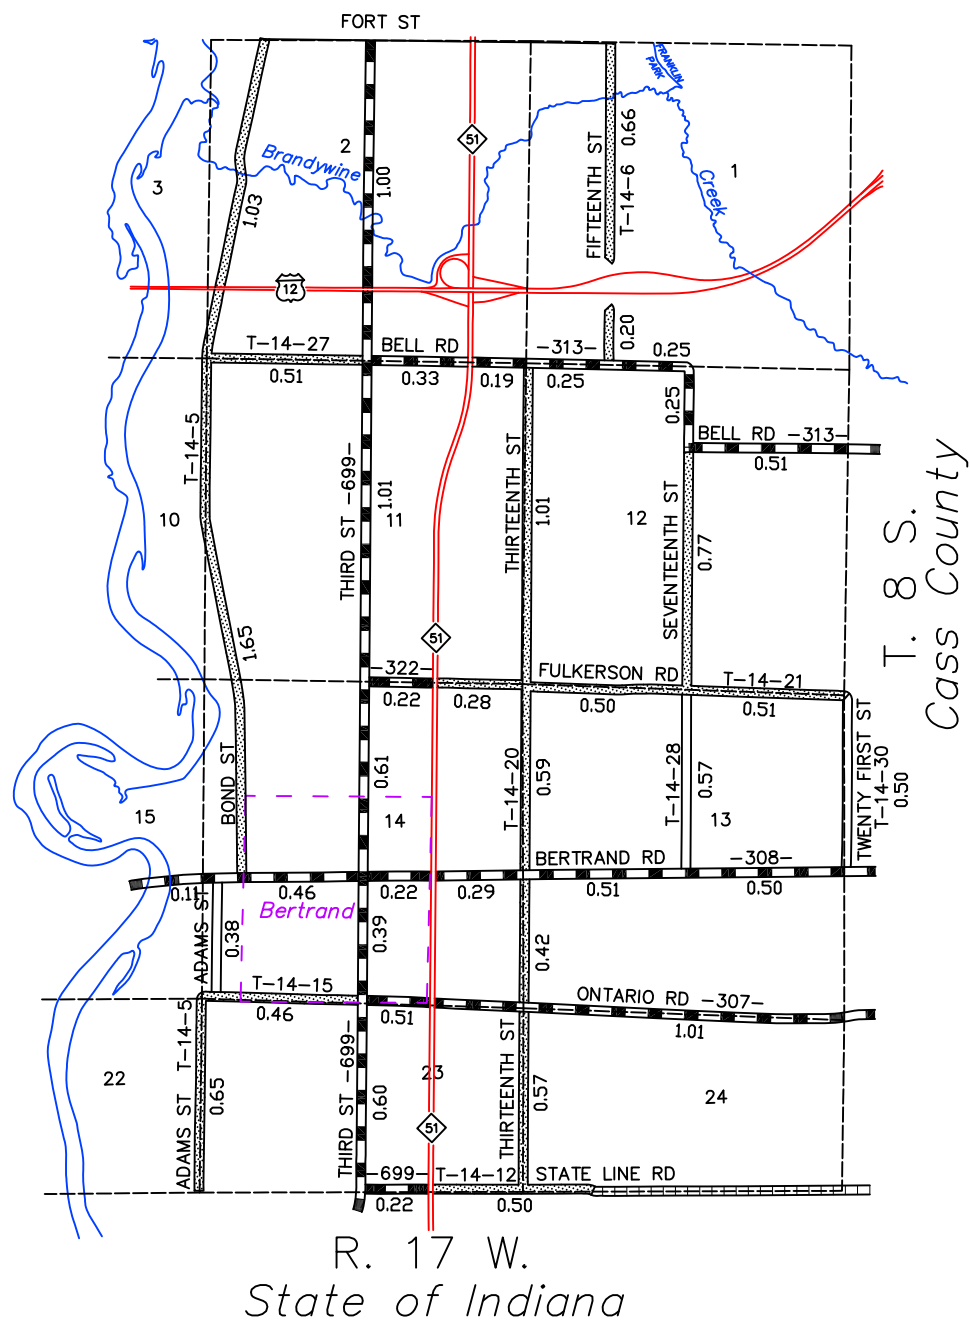 FORT ST
FRANKLIN
PARK
51
2
Brandywine
1.00
FIFTEENTH ST
T-14-6 0.66
1
3
Creek
1.03
12
0.20
T-14-27
BELL RD
-313-
0.25
0.51
0.33
0.19
0.25
0.25
T-14-5
BELL RD -313-
0.51
THIRD ST -699-
1.01
THIRTEENTH ST
1.01
10
11
12
SEVENTEENTH ST
0.77
T. 8 S.
Cass County
1.65
51
-322-
FULKERSON RD
T-14-21
0.22
0.28
0.50
0.51
BOND ST
0.61
T-14-20
0.59
T-14-28
0.57
TWENTY FIRST ST
T-14-30
0.50
15
14
13
BERTRAND RD
-308-
0.11
0.46
0.22
0.29
0.51
0.50
Bertrand
ADAMS ST
0.38
0.39
0.42
T-14-15
ONTARIO RD -307-
0.46
0.51
1.01
ADAMS ST T-14-5
0.65
THIRD ST -699-
0.60
THIRTEENTH ST
0.57
22
23
24
51
-699-
T-14-12
STATE LINE RD
0.22
0.50
R. 17 W.
State of Indiana